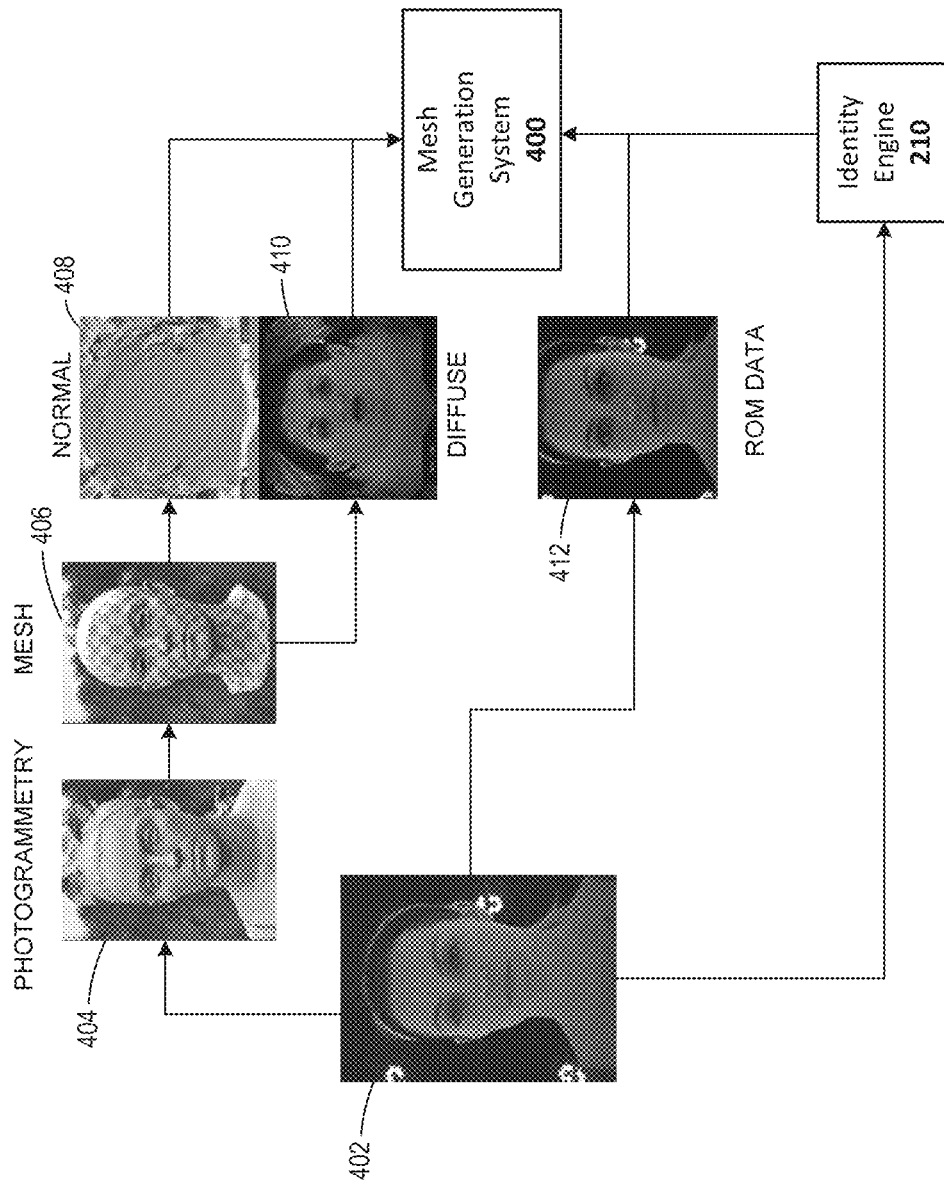 PHOTOGRAMMETRY
404
MESH
406
NORMAL
408
410
DIFFUSE
402
412
ROM DATA
Mesh
Generation
System
400
Identity
Engine
210